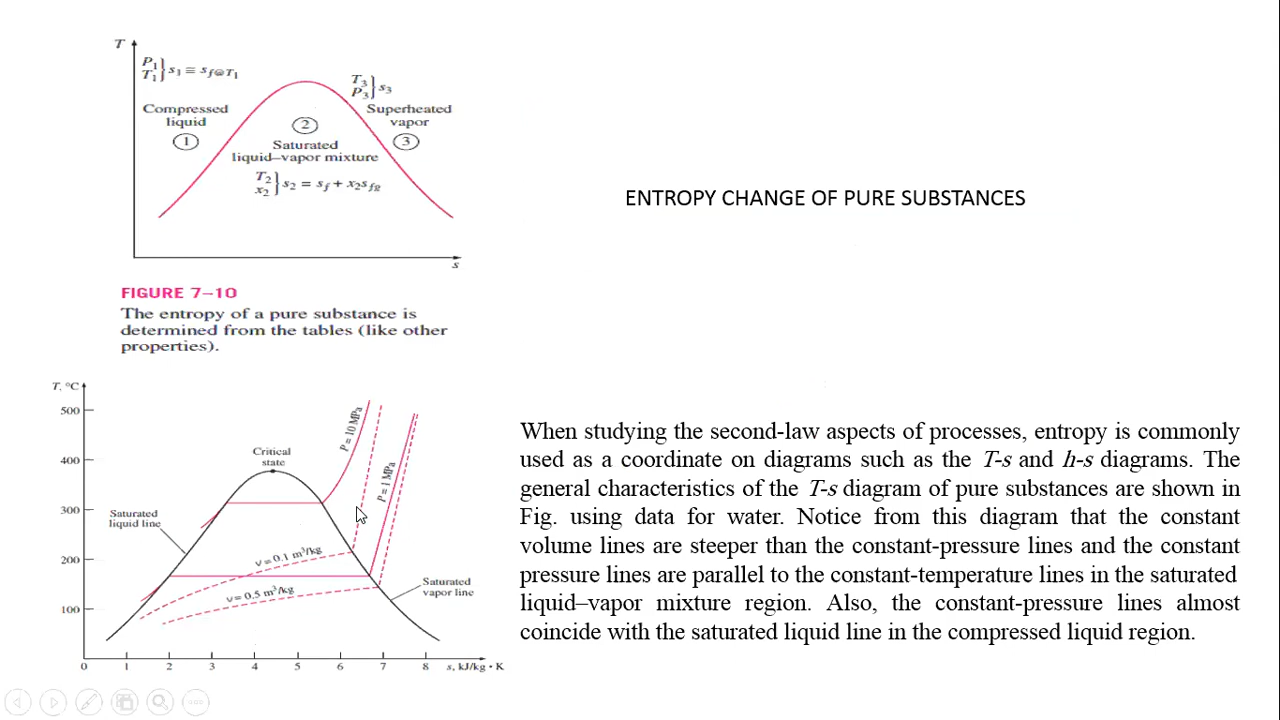 T
P1
T1} s1 ≅ sf@T1
T3
P3} s3
Compressed
liquid
1
2
Superheated
vapor
3
Saturated
liquid–vapor mixture
T2
x2} s2 = sf + x2sfg
s
ENTROPY CHANGE OF PURE SUBSTANCES
FIGURE 7–10
The entropy of a pure substance is
determined from the tables (like other
properties).
T, °C
500
400
300
200
100
Critical
state
Saturated
liquid line
P = 10 MPa
P = 1 MPa
v = 0.1 m³/kg
v = 0.5 m³/kg
Saturated
vapor line
0 1 2 3 4 5 6 7 8 s, kJ/kg • K
When studying the second-law aspects of processes, entropy is commonly
used as a coordinate on diagrams such as the T-s and h-s diagrams. The
general characteristics of the T-s diagram of pure substances are shown in
Fig. using data for water. Notice from this diagram that the constant
volume lines are steeper than the constant-pressure lines and the constant
pressure lines are parallel to the constant-temperature lines in the saturated
liquid–vapor mixture region. Also, the constant-pressure lines almost
coincide with the saturated liquid line in the compressed liquid region.